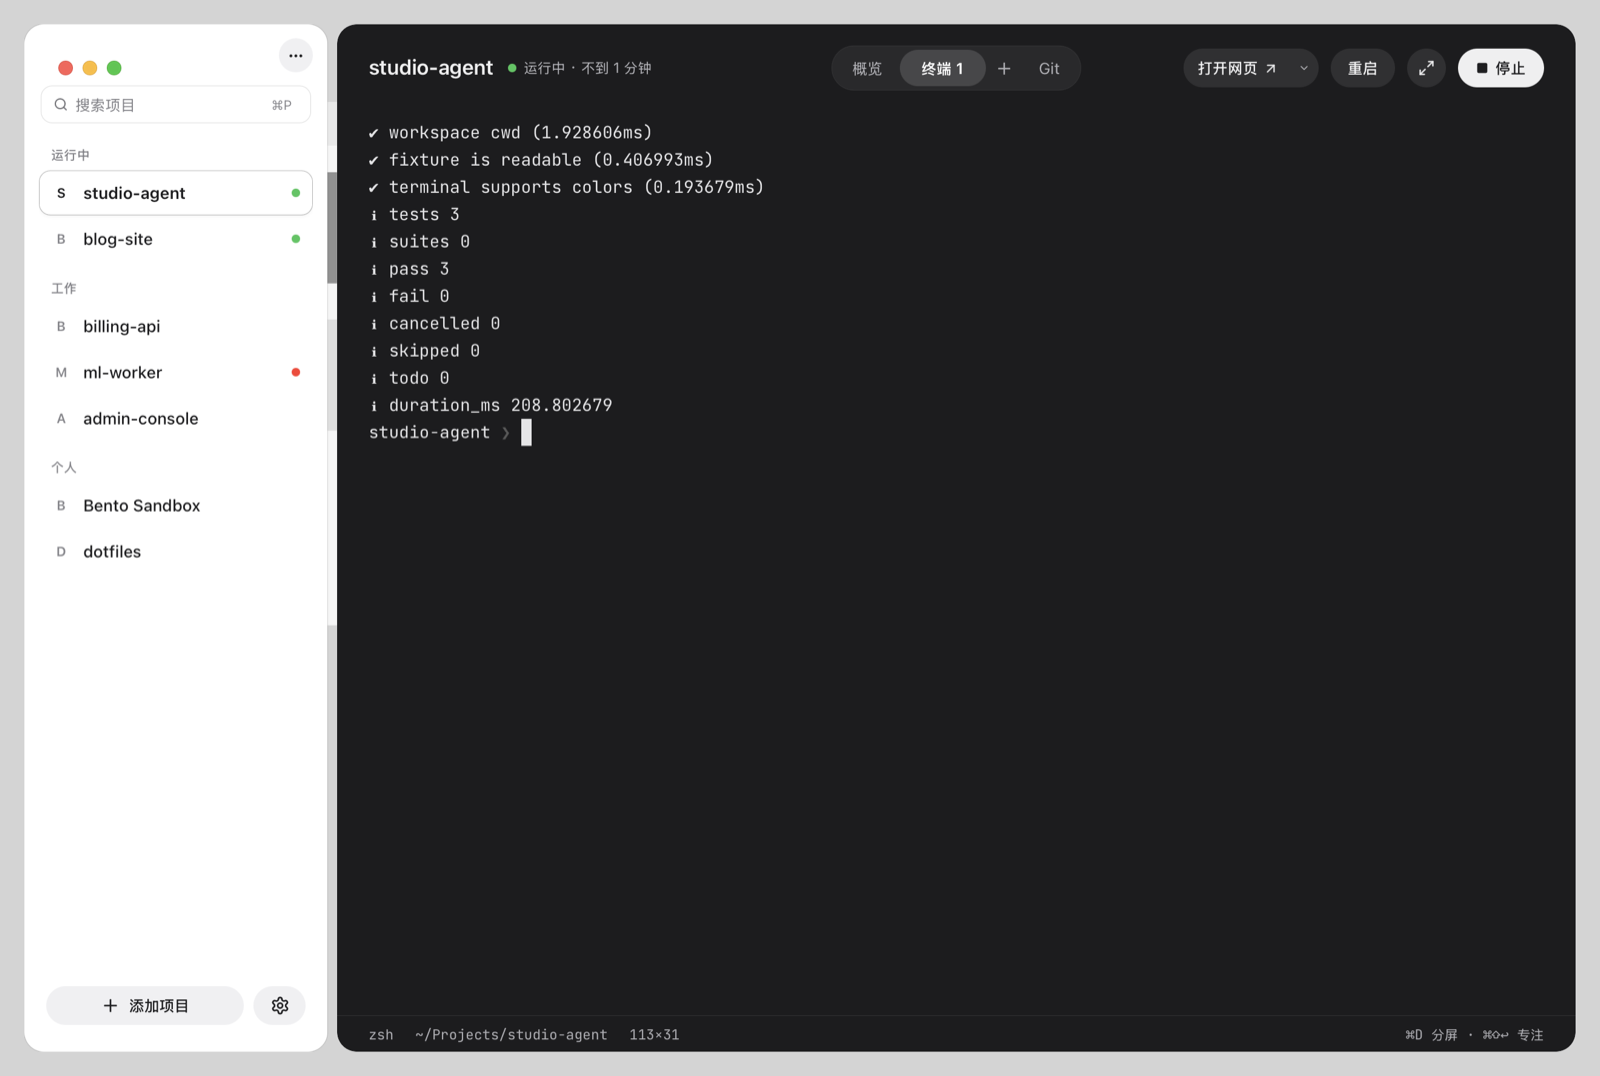 搜索项目 ⌘P
运行中
S studio-agent
B blog-site
工作
B billing-api
M ml-worker
A admin-console
个人
B Bento Sandbox
D dotfiles
+ 添加项目
studio-agent 运行中 · 不到 1 分钟
概览 终端 1 + Git
打开网页 ↗ 重启 停止
✔ workspace cwd (1.928606ms)
✔ fixture is readable (0.406993ms)
✔ terminal supports colors (0.193679ms)
ℹ tests 3
ℹ suites 0
ℹ pass 3
ℹ fail 0
ℹ cancelled 0
ℹ skipped 0
ℹ todo 0
ℹ duration_ms 208.802679
studio-agent ❯
zsh ~/Projects/studio-agent 113×31
⌘D 分屏 · ⌘⇧↩ 专注